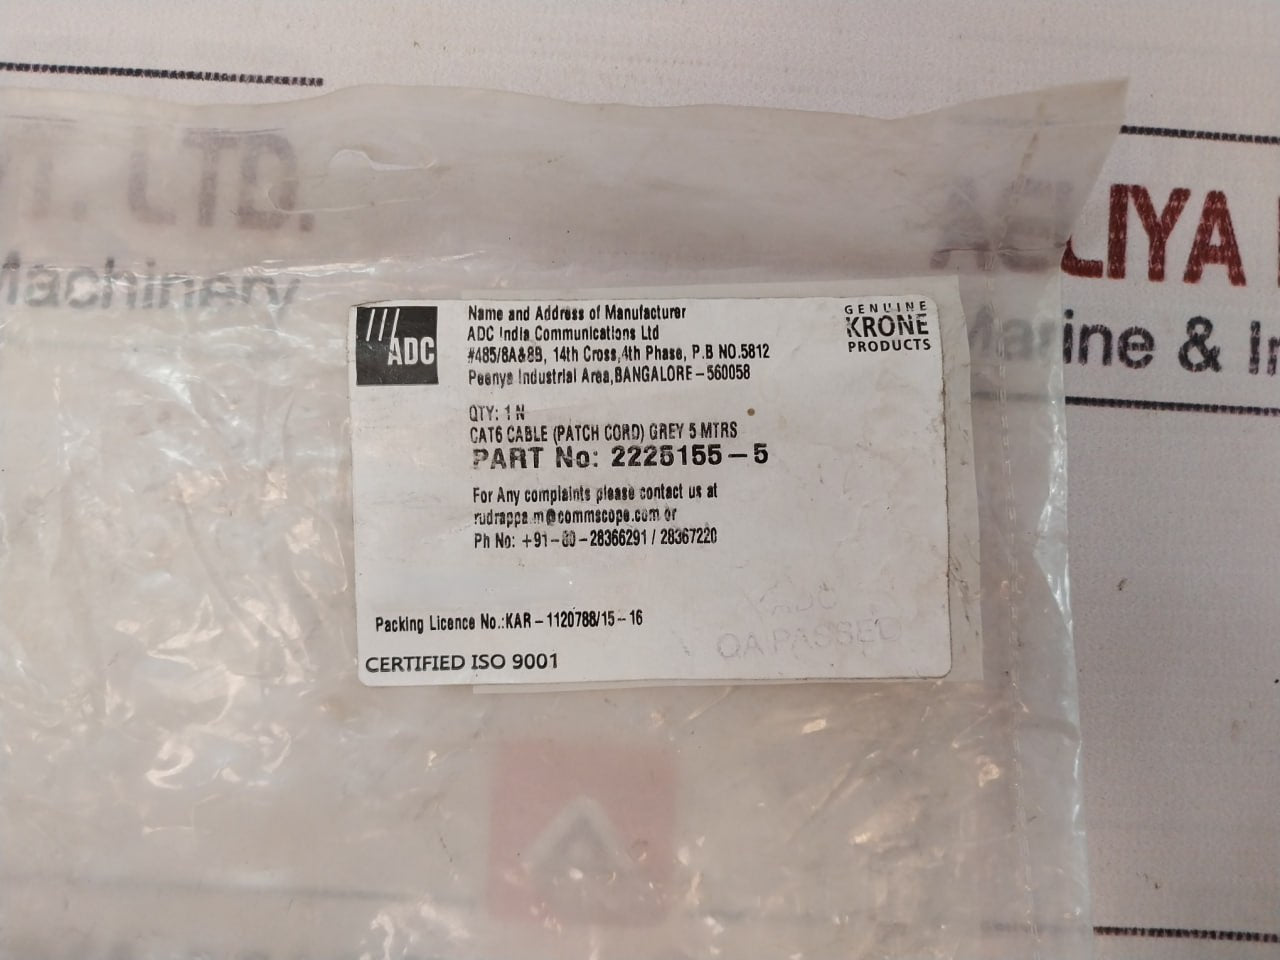 LTD.
Machinery
AELIYA
Marine & In
ADC
Name and Address of Manufacturer
ADC India Communications Ltd
#485/8A&8B, 14th Cross,4th Phase, P.B NO.5812
Peenya Industrial Area,BANGALORE-560058
GENUINE
KRONE
PRODUCTS
QTY: 1 N
CAT6 CABLE (PATCH CORD) GREY 5 MTRS
PART No: 2225155-5
For Any complaints please contact us at
rudrappa.m@commscope.com or
Ph No: +91-80-28366291 / 28367220
Packing Licence No.:KAR-1120788/15-16
CERTIFIED ISO 9001
QA PASSED